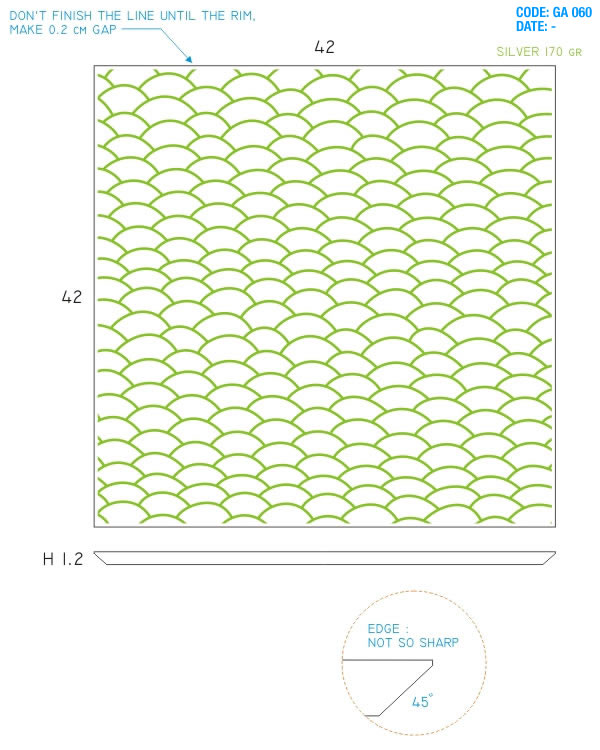 DON'T FINISH THE LINE UNTIL THE RIM,
MAKE 0.2 CM GAP
CODE: GA 060
DATE: -
SILVER 170 GR
42
42
H 1.2
EDGE :
NOT SO SHARP
45°